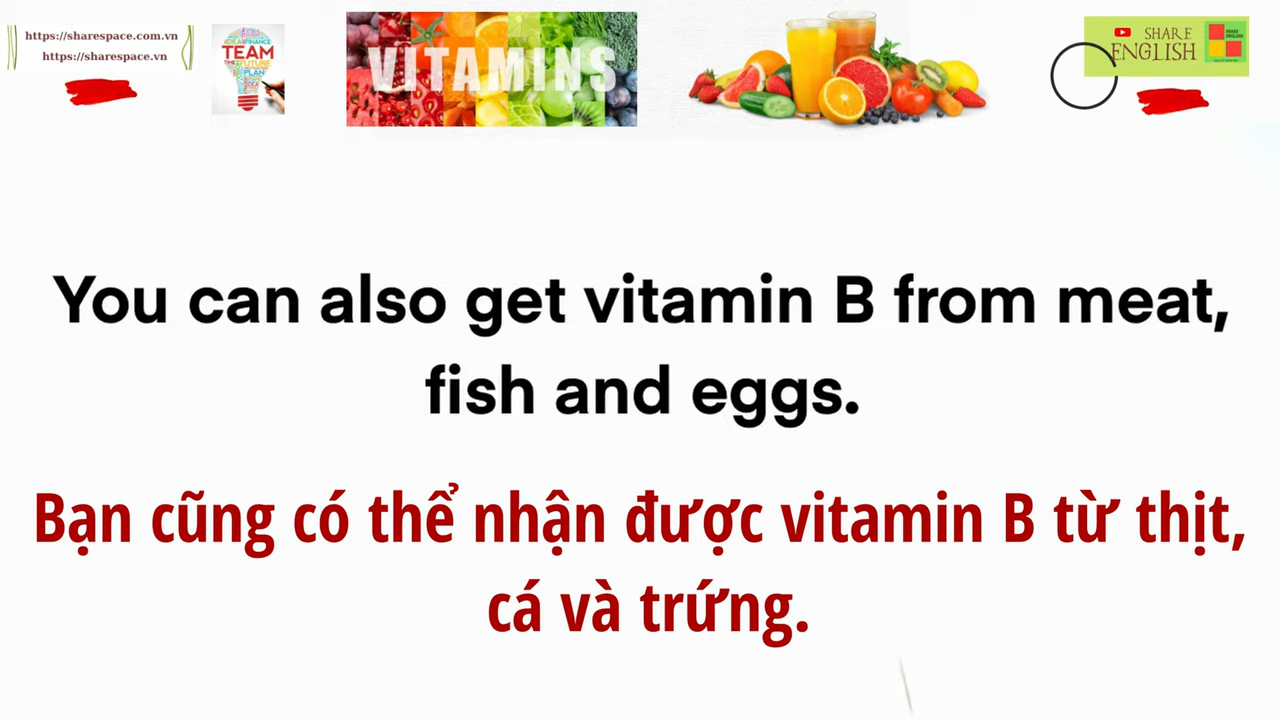 https://sharespace.com.vn
https://sharespace.vn
TEAM
PLAN
VITAMINS
SHARE
ENGLISH
You can also get vitamin B from meat,
fish and eggs.
Bạn cũng có thể nhận được vitamin B từ thịt,
cá và trứng.